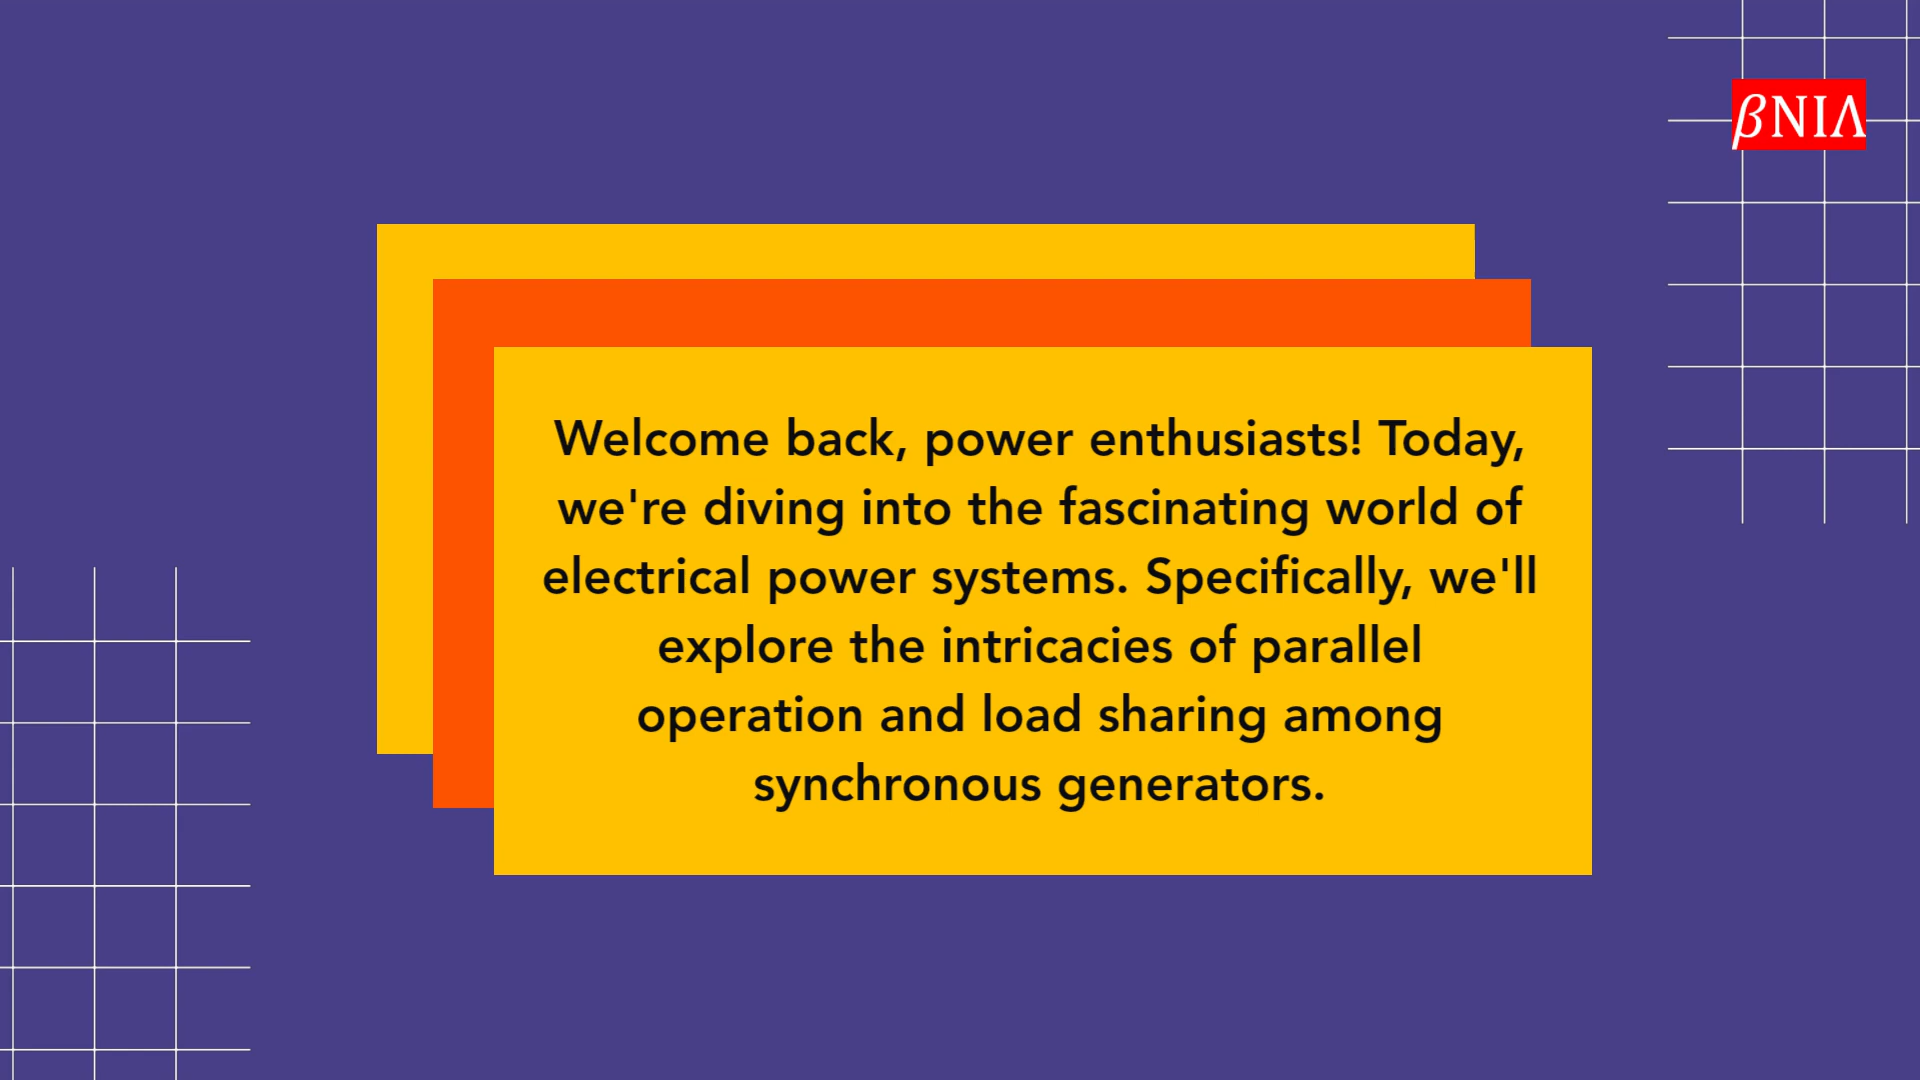 βNIΛ
Welcome back, power enthusiasts! Today,
we're diving into the fascinating world of
electrical power systems. Specifically, we'll
explore the intricacies of parallel
operation and load sharing among
synchronous generators.